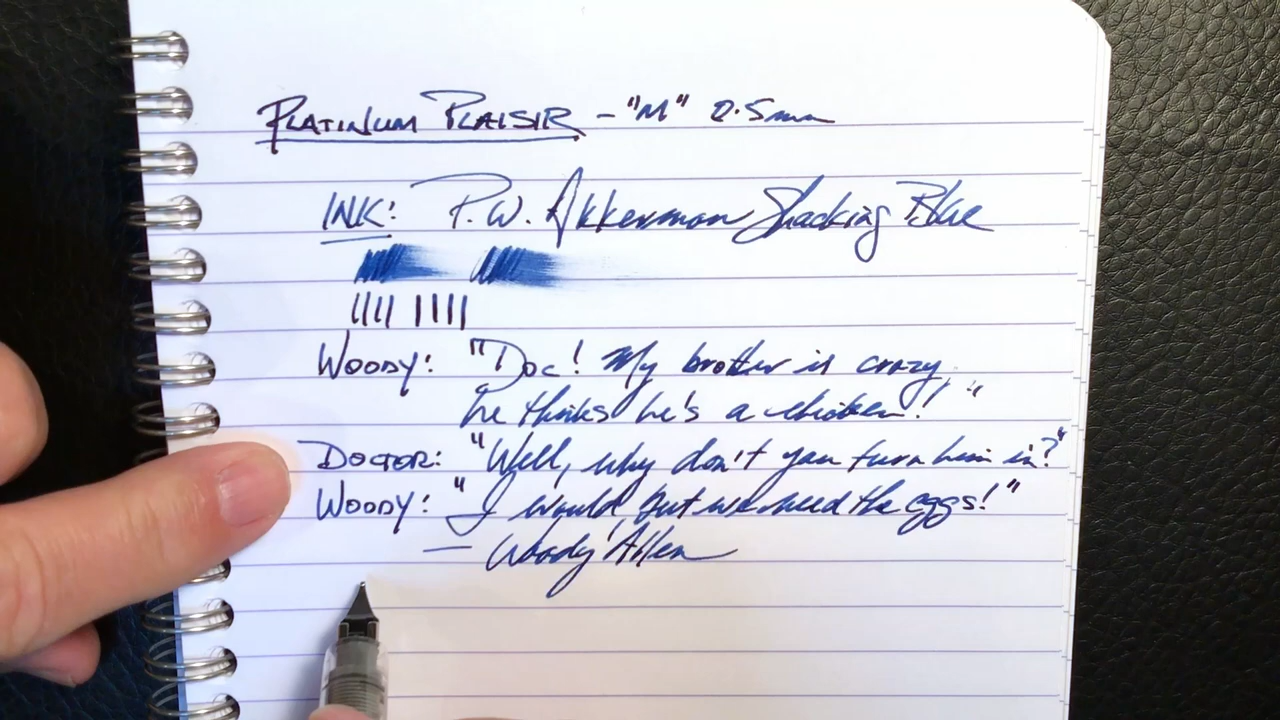 PLATINUM PLAISIR - "M" 0.5mm
INK: P.W. Akkerman Shocking Blue
WOODY: "Doc! My brother is crazy,
he thinks he's a chicken!"
DOCTOR: "Well, why don't you turn him in?"
WOODY: "I would but we need the eggs!"
— Woody Allen